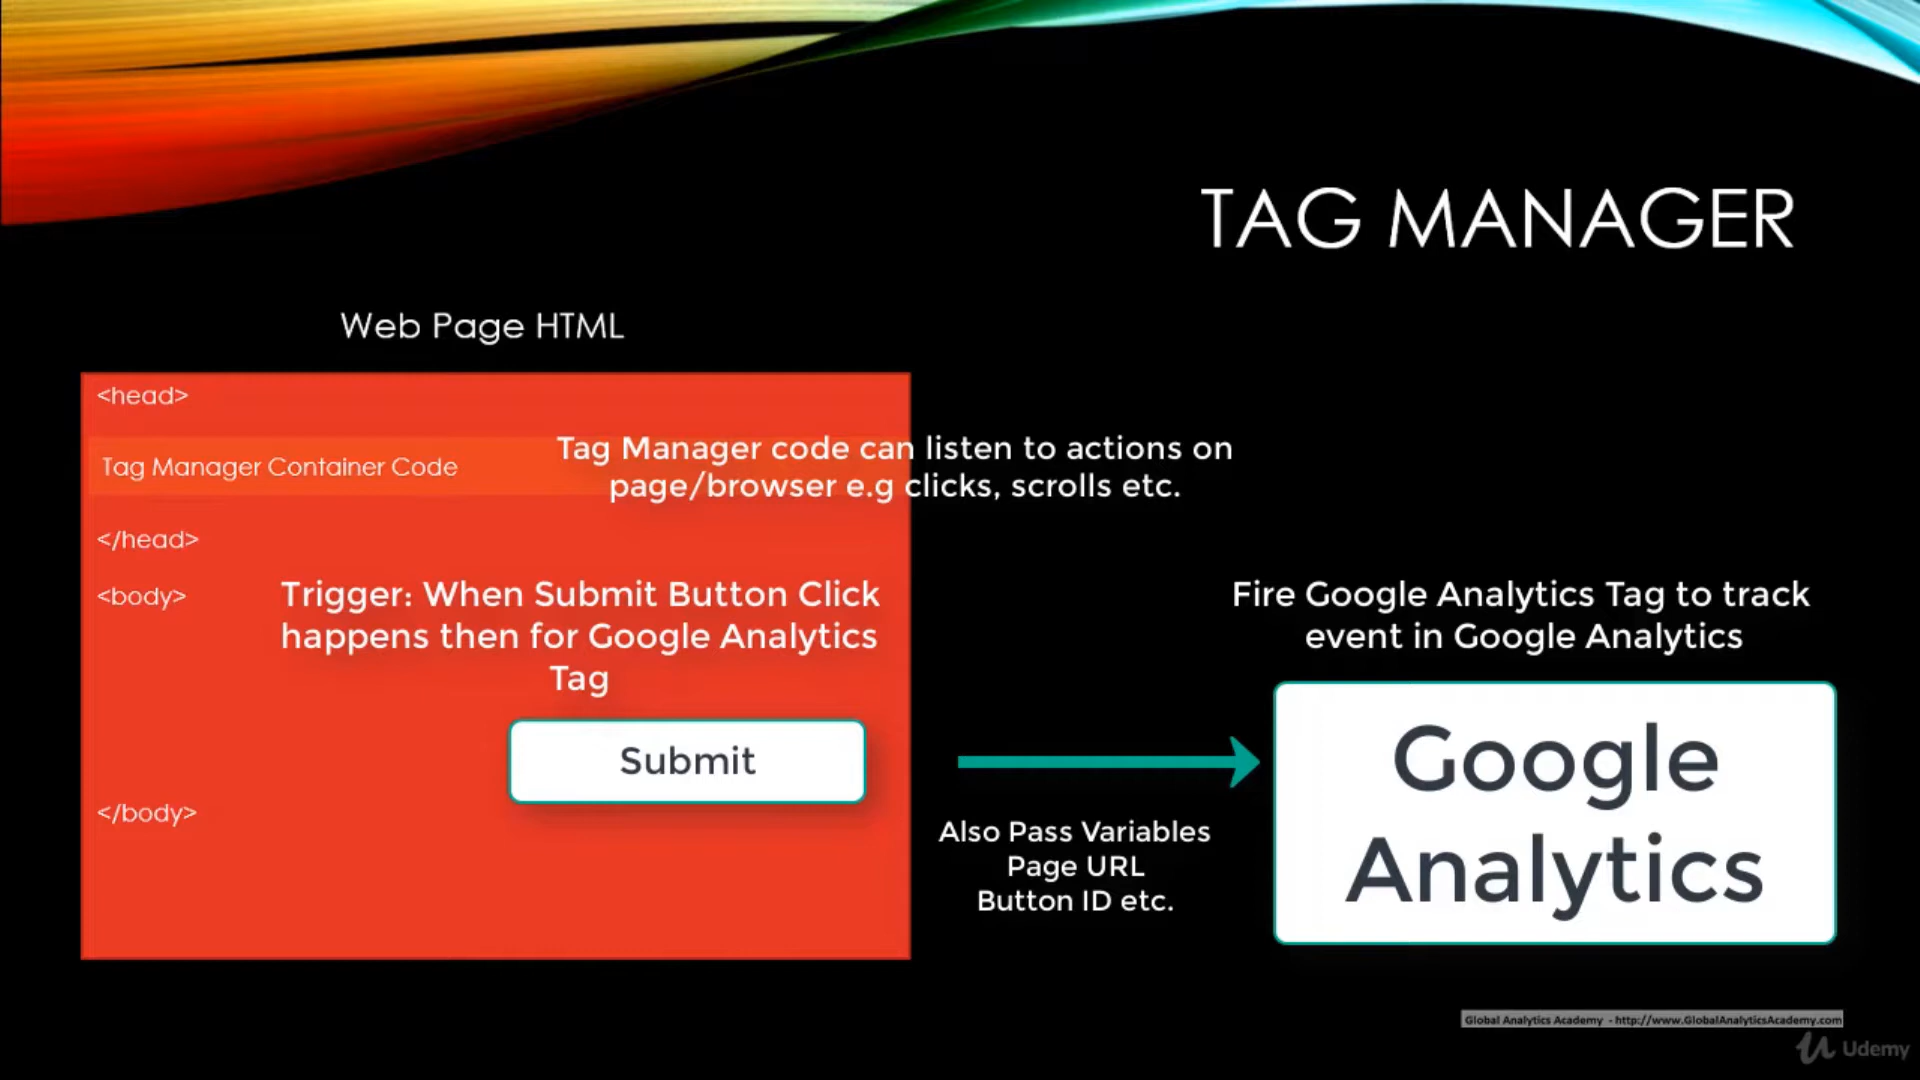 TAG MANAGER
Web Page HTML
<head>
Tag Manager Container Code
Tag Manager code can listen to actions on
page/browser e.g clicks, scrolls etc.
</head>
<body>
Trigger: When Submit Button Click
happens then for Google Analytics
Tag
Submit
</body>
Also Pass Variables
Page URL
Button ID etc.
Fire Google Analytics Tag to track
event in Google Analytics
Google
Analytics
Global Analytics Academy - http://www.GlobalAnalyticsAcademy.com
Udemy